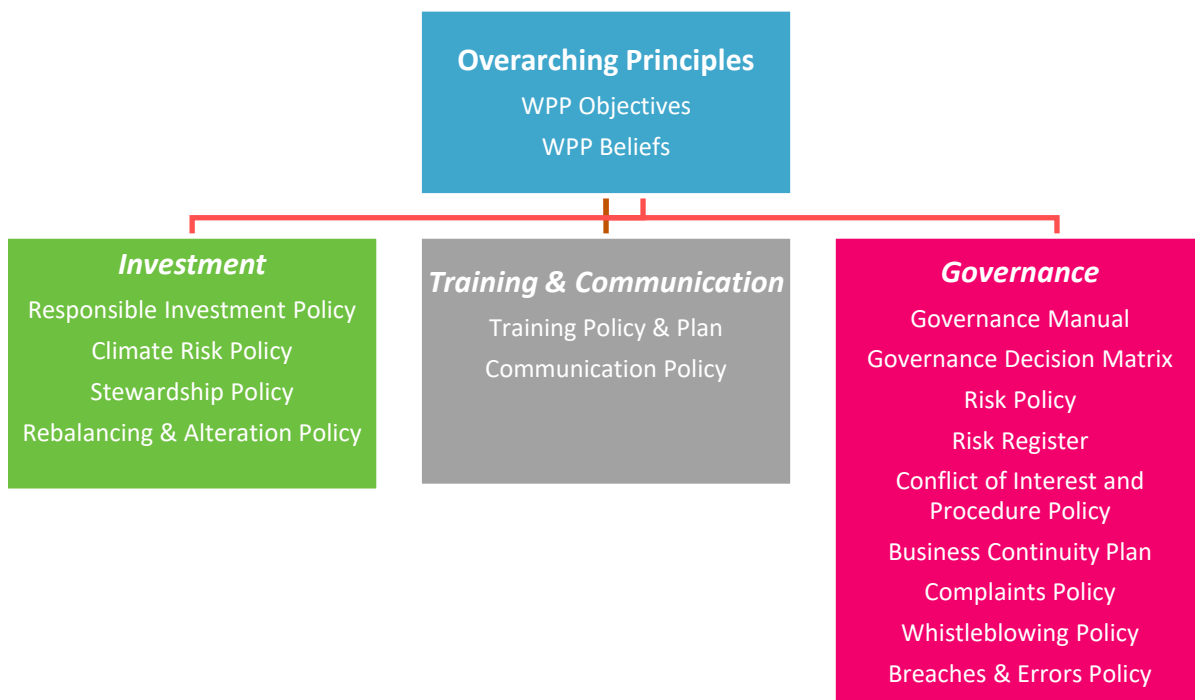 Overarching Principles
WPP Objectives
WPP Beliefs
Investment
Responsible Investment Policy
Climate Risk Policy
Stewardship Policy
Rebalancing & Alteration Policy
Training & Communication
Training Policy & Plan
Communication Policy
Governance
Governance Manual
Governance Decision Matrix
Risk Policy
Risk Register
Conflict of Interest and
Procedure Policy
Business Continuity Plan
Complaints Policy
Whistleblowing Policy
Breaches & Errors Policy